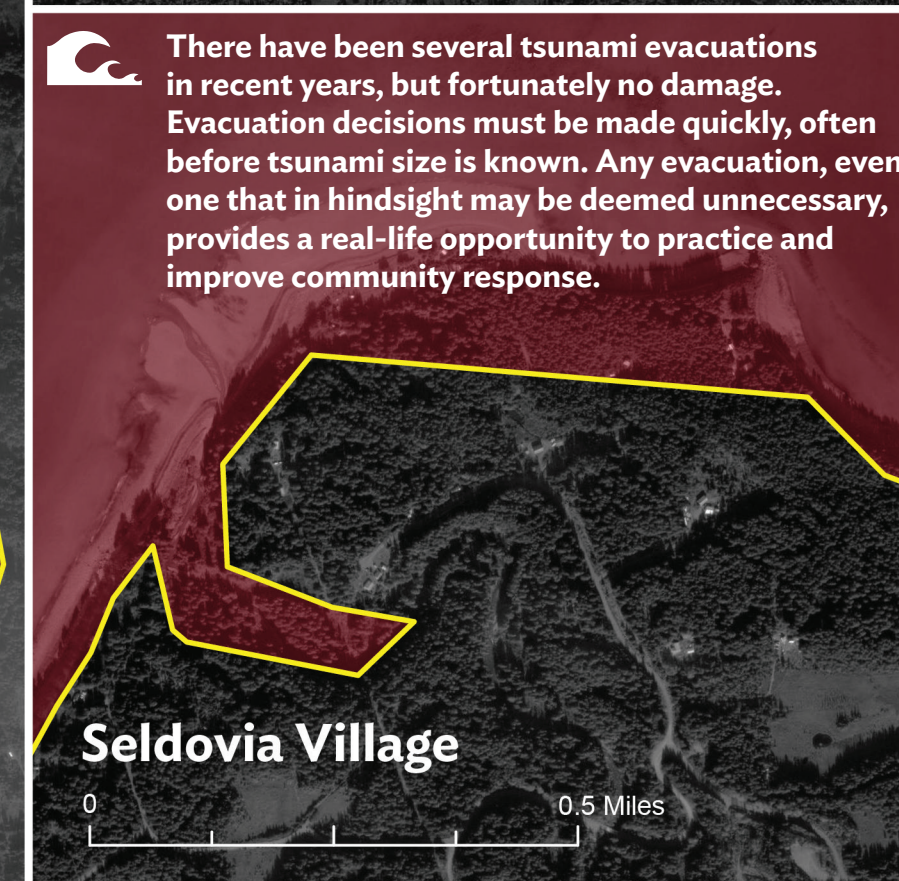 There have been several tsunami evacuations
in recent years, but fortunately no damage.
Evacuation decisions must be made quickly, often
before tsunami size is known. Any evacuation, even
one that in hindsight may be deemed unnecessary,
provides a real-life opportunity to practice and
improve community response.
Seldovia Village
0 0.5 Miles